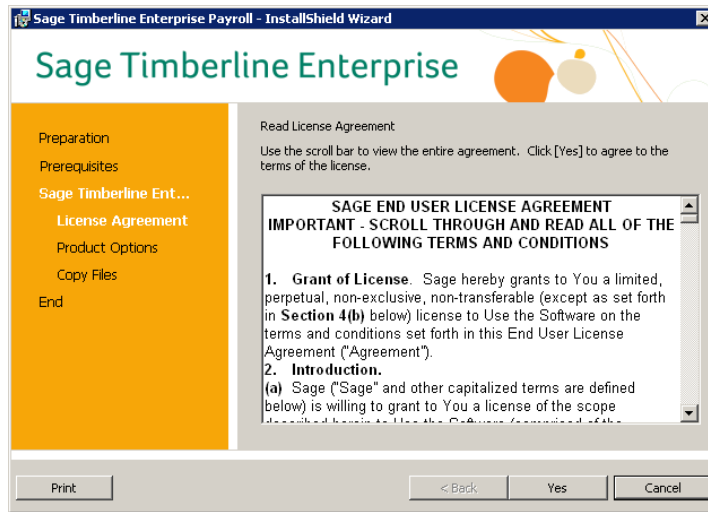 Sage Timberline Enterprise Payroll - InstallShield Wizard
Sage Timberline Enterprise
Preparation
Prerequisites
Sage Timberline Ent...
License Agreement
Product Options
Copy Files
End
Read License Agreement
Use the scroll bar to view the entire agreement.  Click [Yes] to agree to the
terms of the license.
SAGE END USER LICENSE AGREEMENT
IMPORTANT - SCROLL THROUGH AND READ ALL OF THE
FOLLOWING TERMS AND CONDITIONS
1.  Grant of License.  Sage hereby grants to You a limited,
perpetual, non-exclusive, non-transferable (except as set forth
in Section 4(b) below) license to Use the Software on the
terms and conditions set forth in this End User License
Agreement ("Agreement").
2.  Introduction.
(a)  Sage ("Sage" and other capitalized terms are defined
below) is willing to grant to You a license of the scope
described herein to Use the Software (comprised of the
Print
< Back
Yes
Cancel